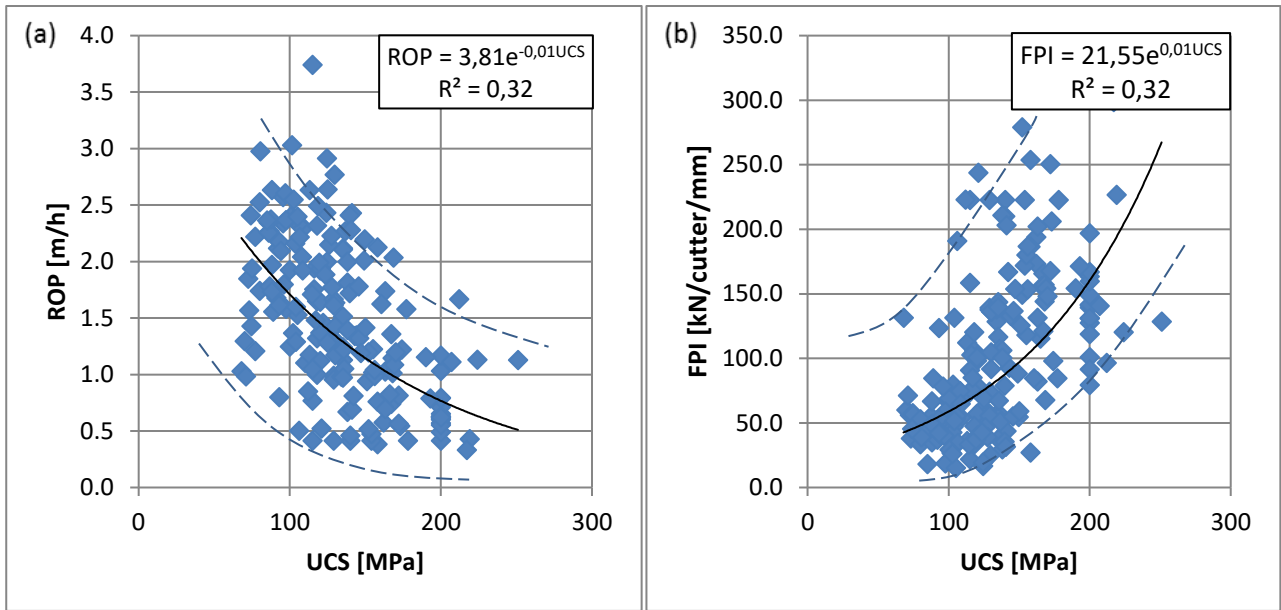 (a)
4.0
3.5
3.0
2.5
2.0
1.5
1.0
0.5
0.0
ROP [m/h]
0
100
200
300
UCS [MPa]
ROP = 3,81e^-0,01UCS
R² = 0,32
(b)
350.0
300.0
250.0
200.0
150.0
100.0
50.0
0.0
FPI [kN/cutter/mm]
0
100
200
300
UCS [MPa]
FPI = 21,55e^0,01UCS
R² = 0,32